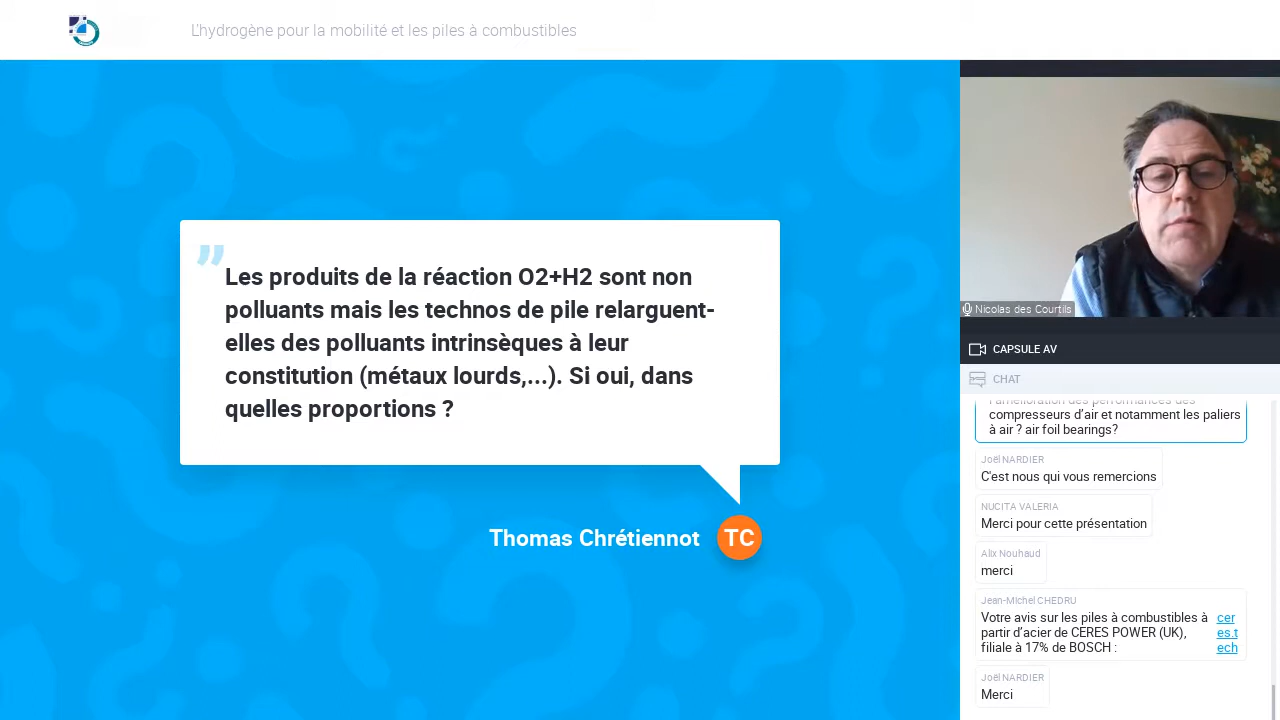 L'hydrogène pour la mobilité et les piles à combustibles
Les produits de la réaction O2+H2 sont non
polluants mais les technos de pile relarguent-
elles des polluants intrinsèques à leur
constitution (métaux lourds,...). Si oui, dans
quelles proportions ?
Thomas Chrétiennot
TC
Nicolas des Courtils
CAPSULE AV
CHAT
l'amélioration des performances des
compresseurs d'air et notamment les paliers
à air ? air foil bearings?
Joël NARDIER
C'est nous qui vous remercions
NUCITA VALERIA
Merci pour cette présentation
Alix Nouhaud
merci
Jean-Michel CHEDRU
Votre avis sur les piles à combustibles à
partir d'acier de CERES POWER (UK),
filiale à 17% de BOSCH :
cer
es.t
ech
Joël NARDIER
Merci